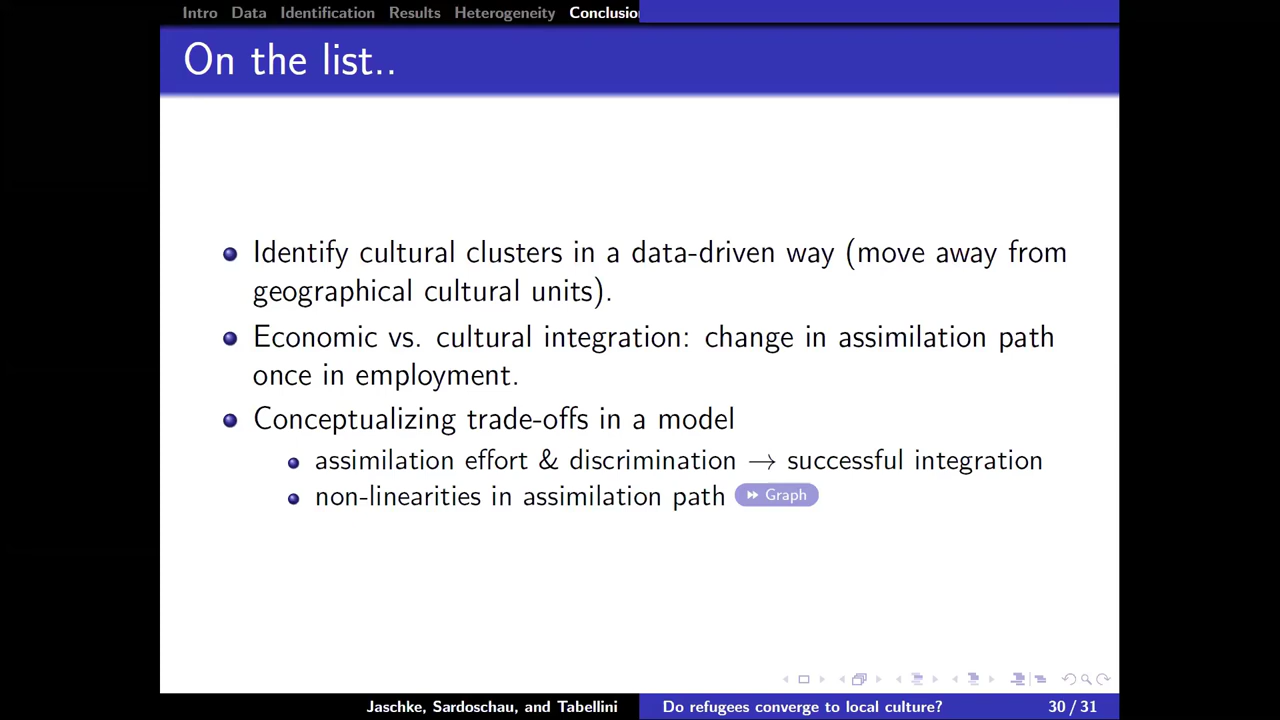 Intro Data Identification Results Heterogeneity Conclusion
On the list..
Identify cultural clusters in a data-driven way (move away from
geographical cultural units).
Economic vs. cultural integration: change in assimilation path
once in employment.
Conceptualizing trade-offs in a model
assimilation effort & discrimination → successful integration
non-linearities in assimilation path Graph
Jaschke, Sardoschau, and Tabellini Do refugees converge to local culture? 30 / 31